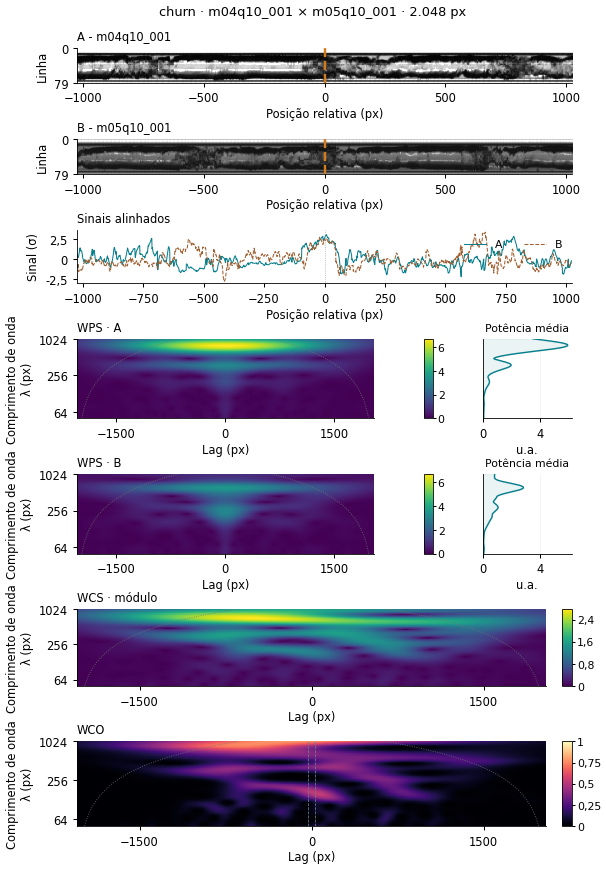 churn · m04q10_001 × m05q10_001 · 2.048 px
A - m04q10_001
0
79
Linha
−1000 −500 0 500 1000
Posição relativa (px)
B - m05q10_001
0
79
Linha
−1000 −500 0 500 1000
Posição relativa (px)
Sinais alinhados
2,5
0
−2,5
Sinal (σ)
A B
−1000 −750 −500 −250 0 250 500 750 1000
Posição relativa (px)
WPS · A
1024
256
64
Comprimento de onda
λ (px)
−1500 0 1500
Lag (px)
6
4
2
0
Potência média
0 4
u.a.
WPS · B
1024
256
64
Comprimento de onda
λ (px)
−1500 0 1500
Lag (px)
6
4
2
0
Potência média
0 4
u.a.
WCS · módulo
1024
256
64
Comprimento de onda
λ (px)
−1500 0 1500
Lag (px)
2,4
1,6
0,8
0
WCO
1024
256
64
Comprimento de onda
λ (px)
−1500 0 1500
Lag (px)
1
0,75
0,5
0,25
0